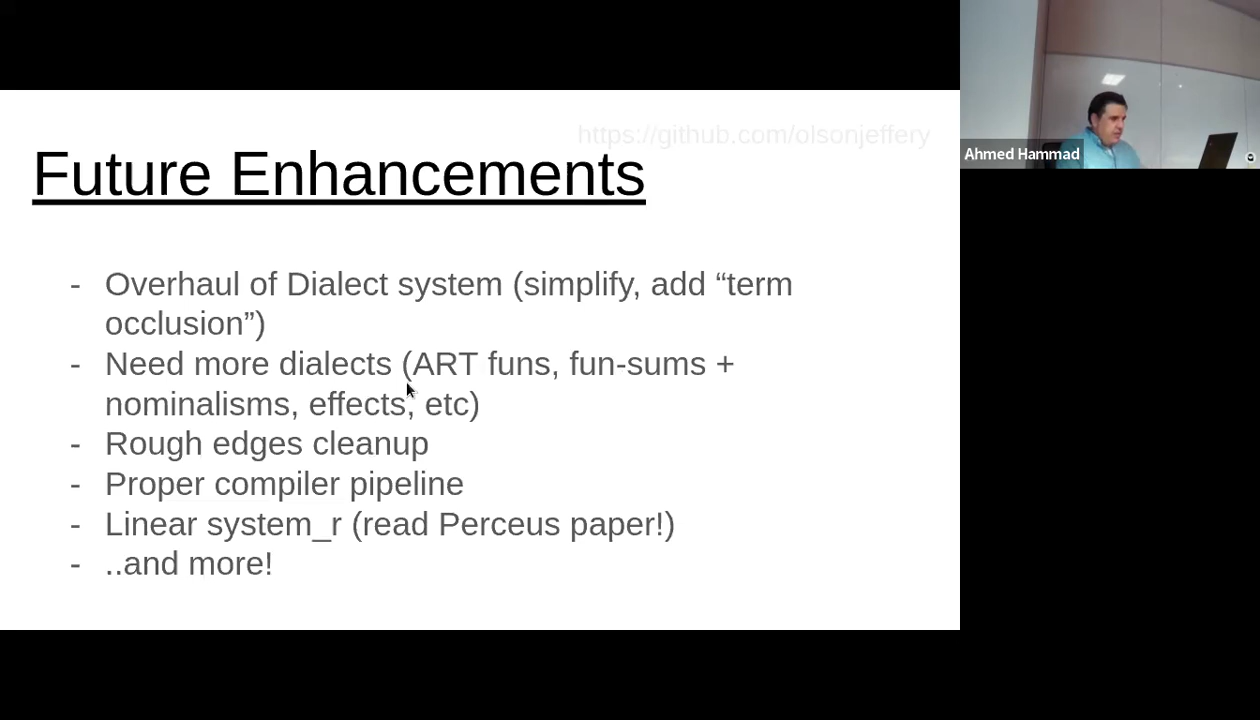 https://github.com/olsonjeffery
Future Enhancements
- Overhaul of Dialect system (simplify, add “term
occlusion”)
- Need more dialects (ART funs, fun-sums +
nominalisms, effects, etc)
- Rough edges cleanup
- Proper compiler pipeline
- Linear system_r (read Perceus paper!)
- ..and more!
Ahmed Hammad